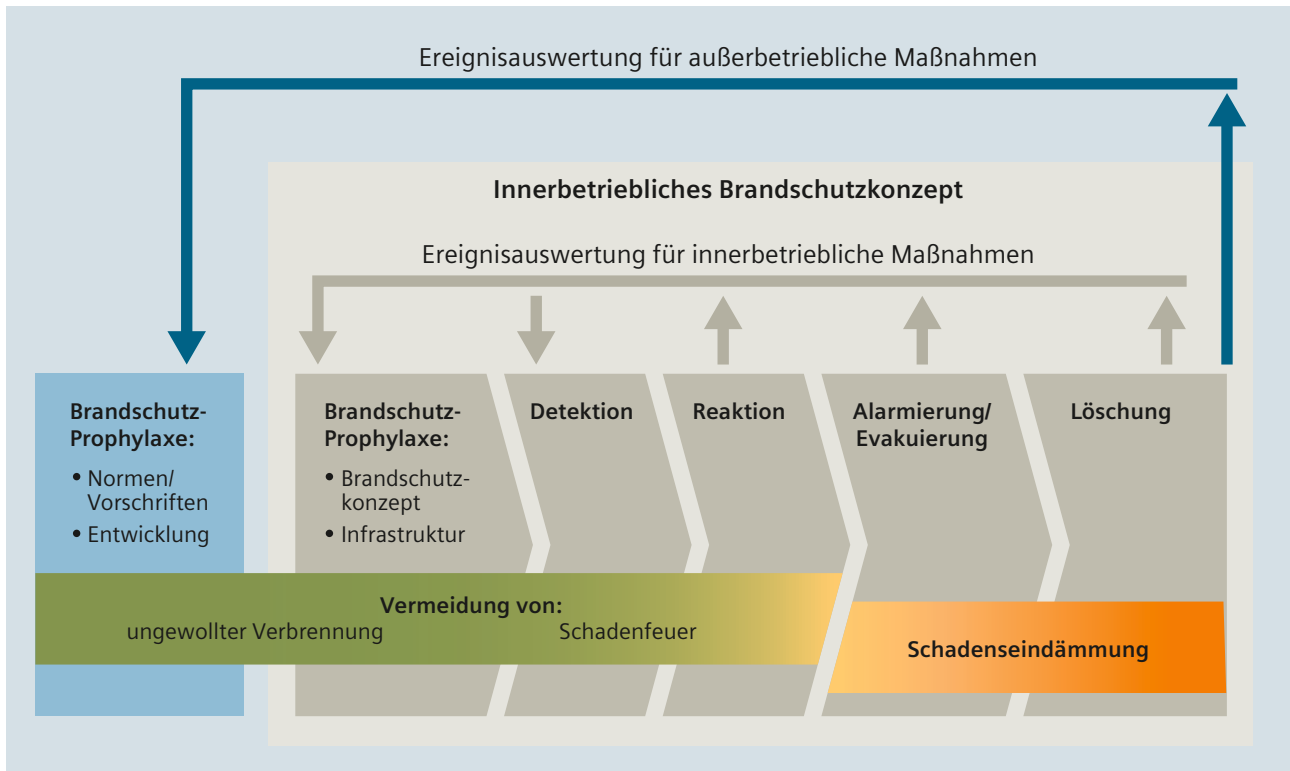 Ereignisauswertung für außerbetriebliche Maßnahmen
Innerbetriebliches Brandschutzkonzept
Ereignisauswertung für innerbetriebliche Maßnahmen
Brandschutz-
Prophylaxe:
• Normen/
Vorschriften
• Entwicklung
Brandschutz-
Prophylaxe:
• Brandschutz-
konzept
• Infrastruktur
Detektion
Reaktion
Alarmierung/
Evakuierung
Löschung
Vermeidung von:
ungewollter Verbrennung
Schadenfeuer
Schadenseindämmung